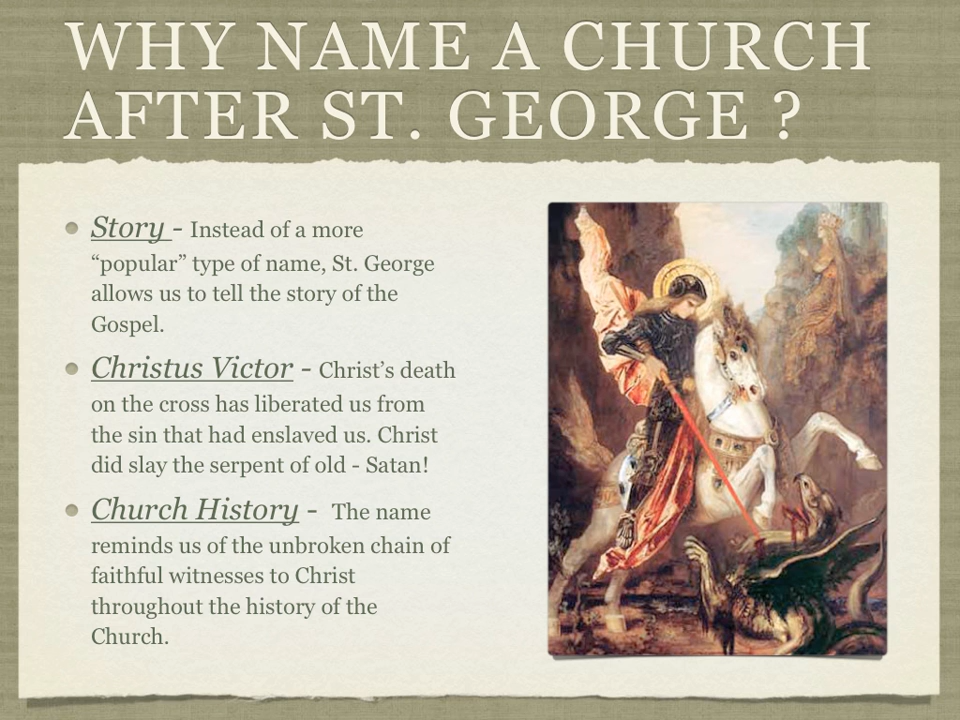 WHY NAME A CHURCH
AFTER ST. GEORGE ?
Story - Instead of a more
“popular” type of name, St. George
allows us to tell the story of the
Gospel.
Christus Victor - Christ’s death
on the cross has liberated us from
the sin that had enslaved us. Christ
did slay the serpent of old - Satan!
Church History - The name
reminds us of the unbroken chain of
faithful witnesses to Christ
throughout the history of the
Church.